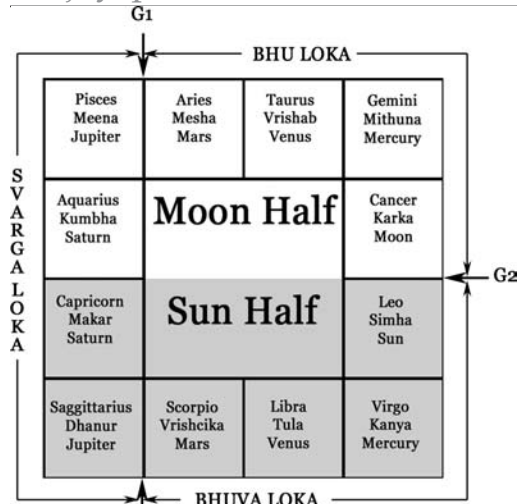 G1
BHU LOKA
Pisces
Meena
Jupiter
Aries
Mesha
Mars
Taurus
Vrishab
Venus
Gemini
Mithuna
Mercury
SVARGA LOKA
Aquarius
Kumbha
Saturn
Moon Half
Cancer
Karka
Moon
G2
Capricorn
Makar
Saturn
Sun Half
Leo
Simha
Sun
Saggittarius
Dhanur
Jupiter
Scorpio
Vrishcika
Mars
Libra
Tula
Venus
Virgo
Kanya
Mercury
BHUVA LOKA